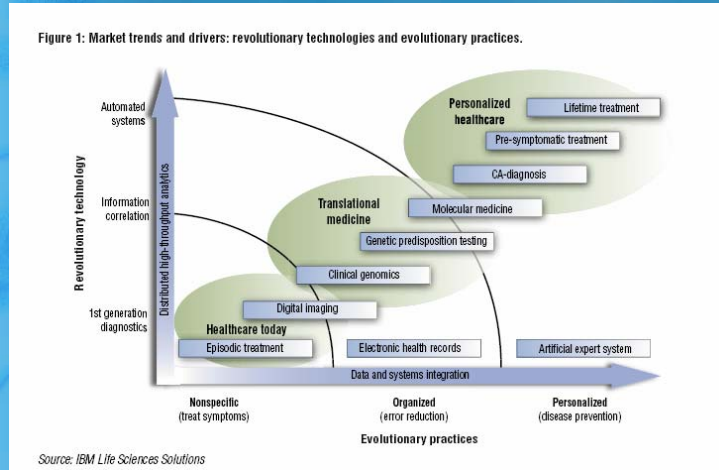 Figure 1: Market trends and drivers: revolutionary technologies and evolutionary practices.
Revolutionary technology
Automated
systems
Information
correlation
1st generation
diagnostics
Distributed high-throughput analytics
Personalized
healthcare
Lifetime treatment
Pre-symptomatic treatment
CA-diagnosis
Translational
medicine
Molecular medicine
Genetic predisposition testing
Clinical genomics
Digital imaging
Healthcare today
Episodic treatment
Electronic health records
Artificial expert system
Data and systems integration
Nonspecific
(treat symptoms)
Organized
(error reduction)
Personalized
(disease prevention)
Evolutionary practices
Source: IBM Life Sciences Solutions